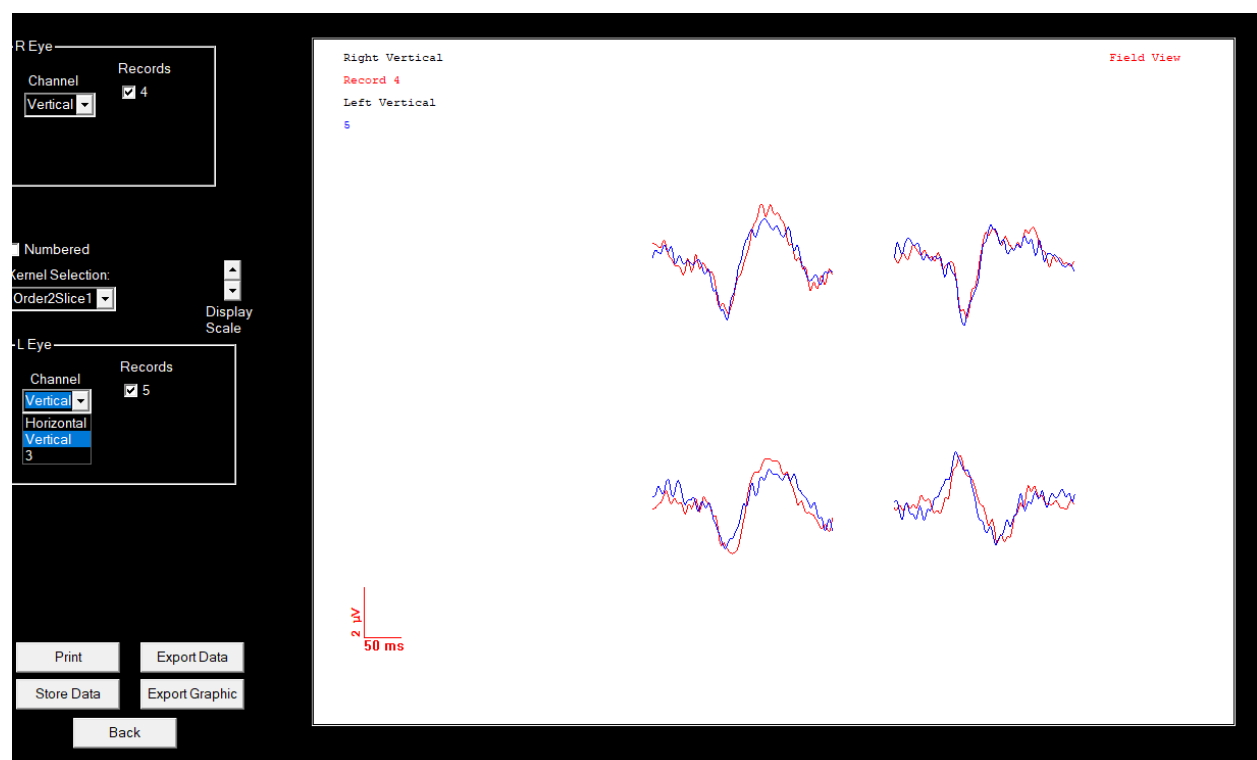 R Eye
Channel
Records
Vertical
4
Numbered
Kernel Selection:
Order2Slice1
Display
Scale
L Eye
Channel
Records
Vertical
5
Horizontal
Vertical
3
Print
Export Data
Store Data
Export Graphic
Back
Right Vertical
Field View
Record 4
Left Vertical
5
2 µV
50 ms